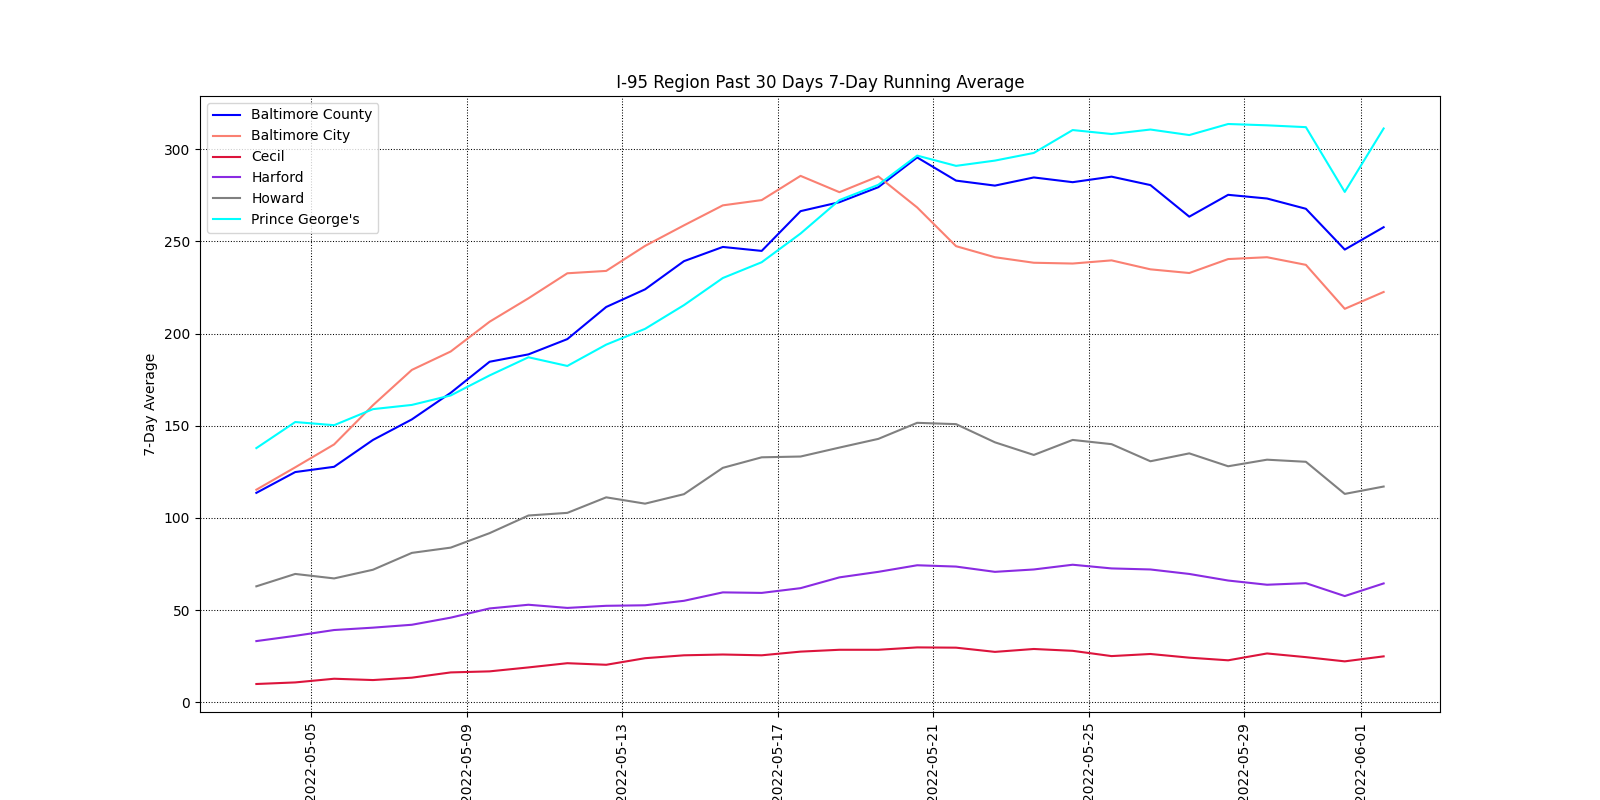 I-95 Region Past 30 Days 7-Day Running Average
Baltimore County
Baltimore City
Cecil
Harford
Howard
Prince George's
7-Day Average
300
250
200
150
100
50
0
2022-05-05
2022-05-09
2022-05-13
2022-05-17
2022-05-21
2022-05-25
2022-05-29
2022-06-01